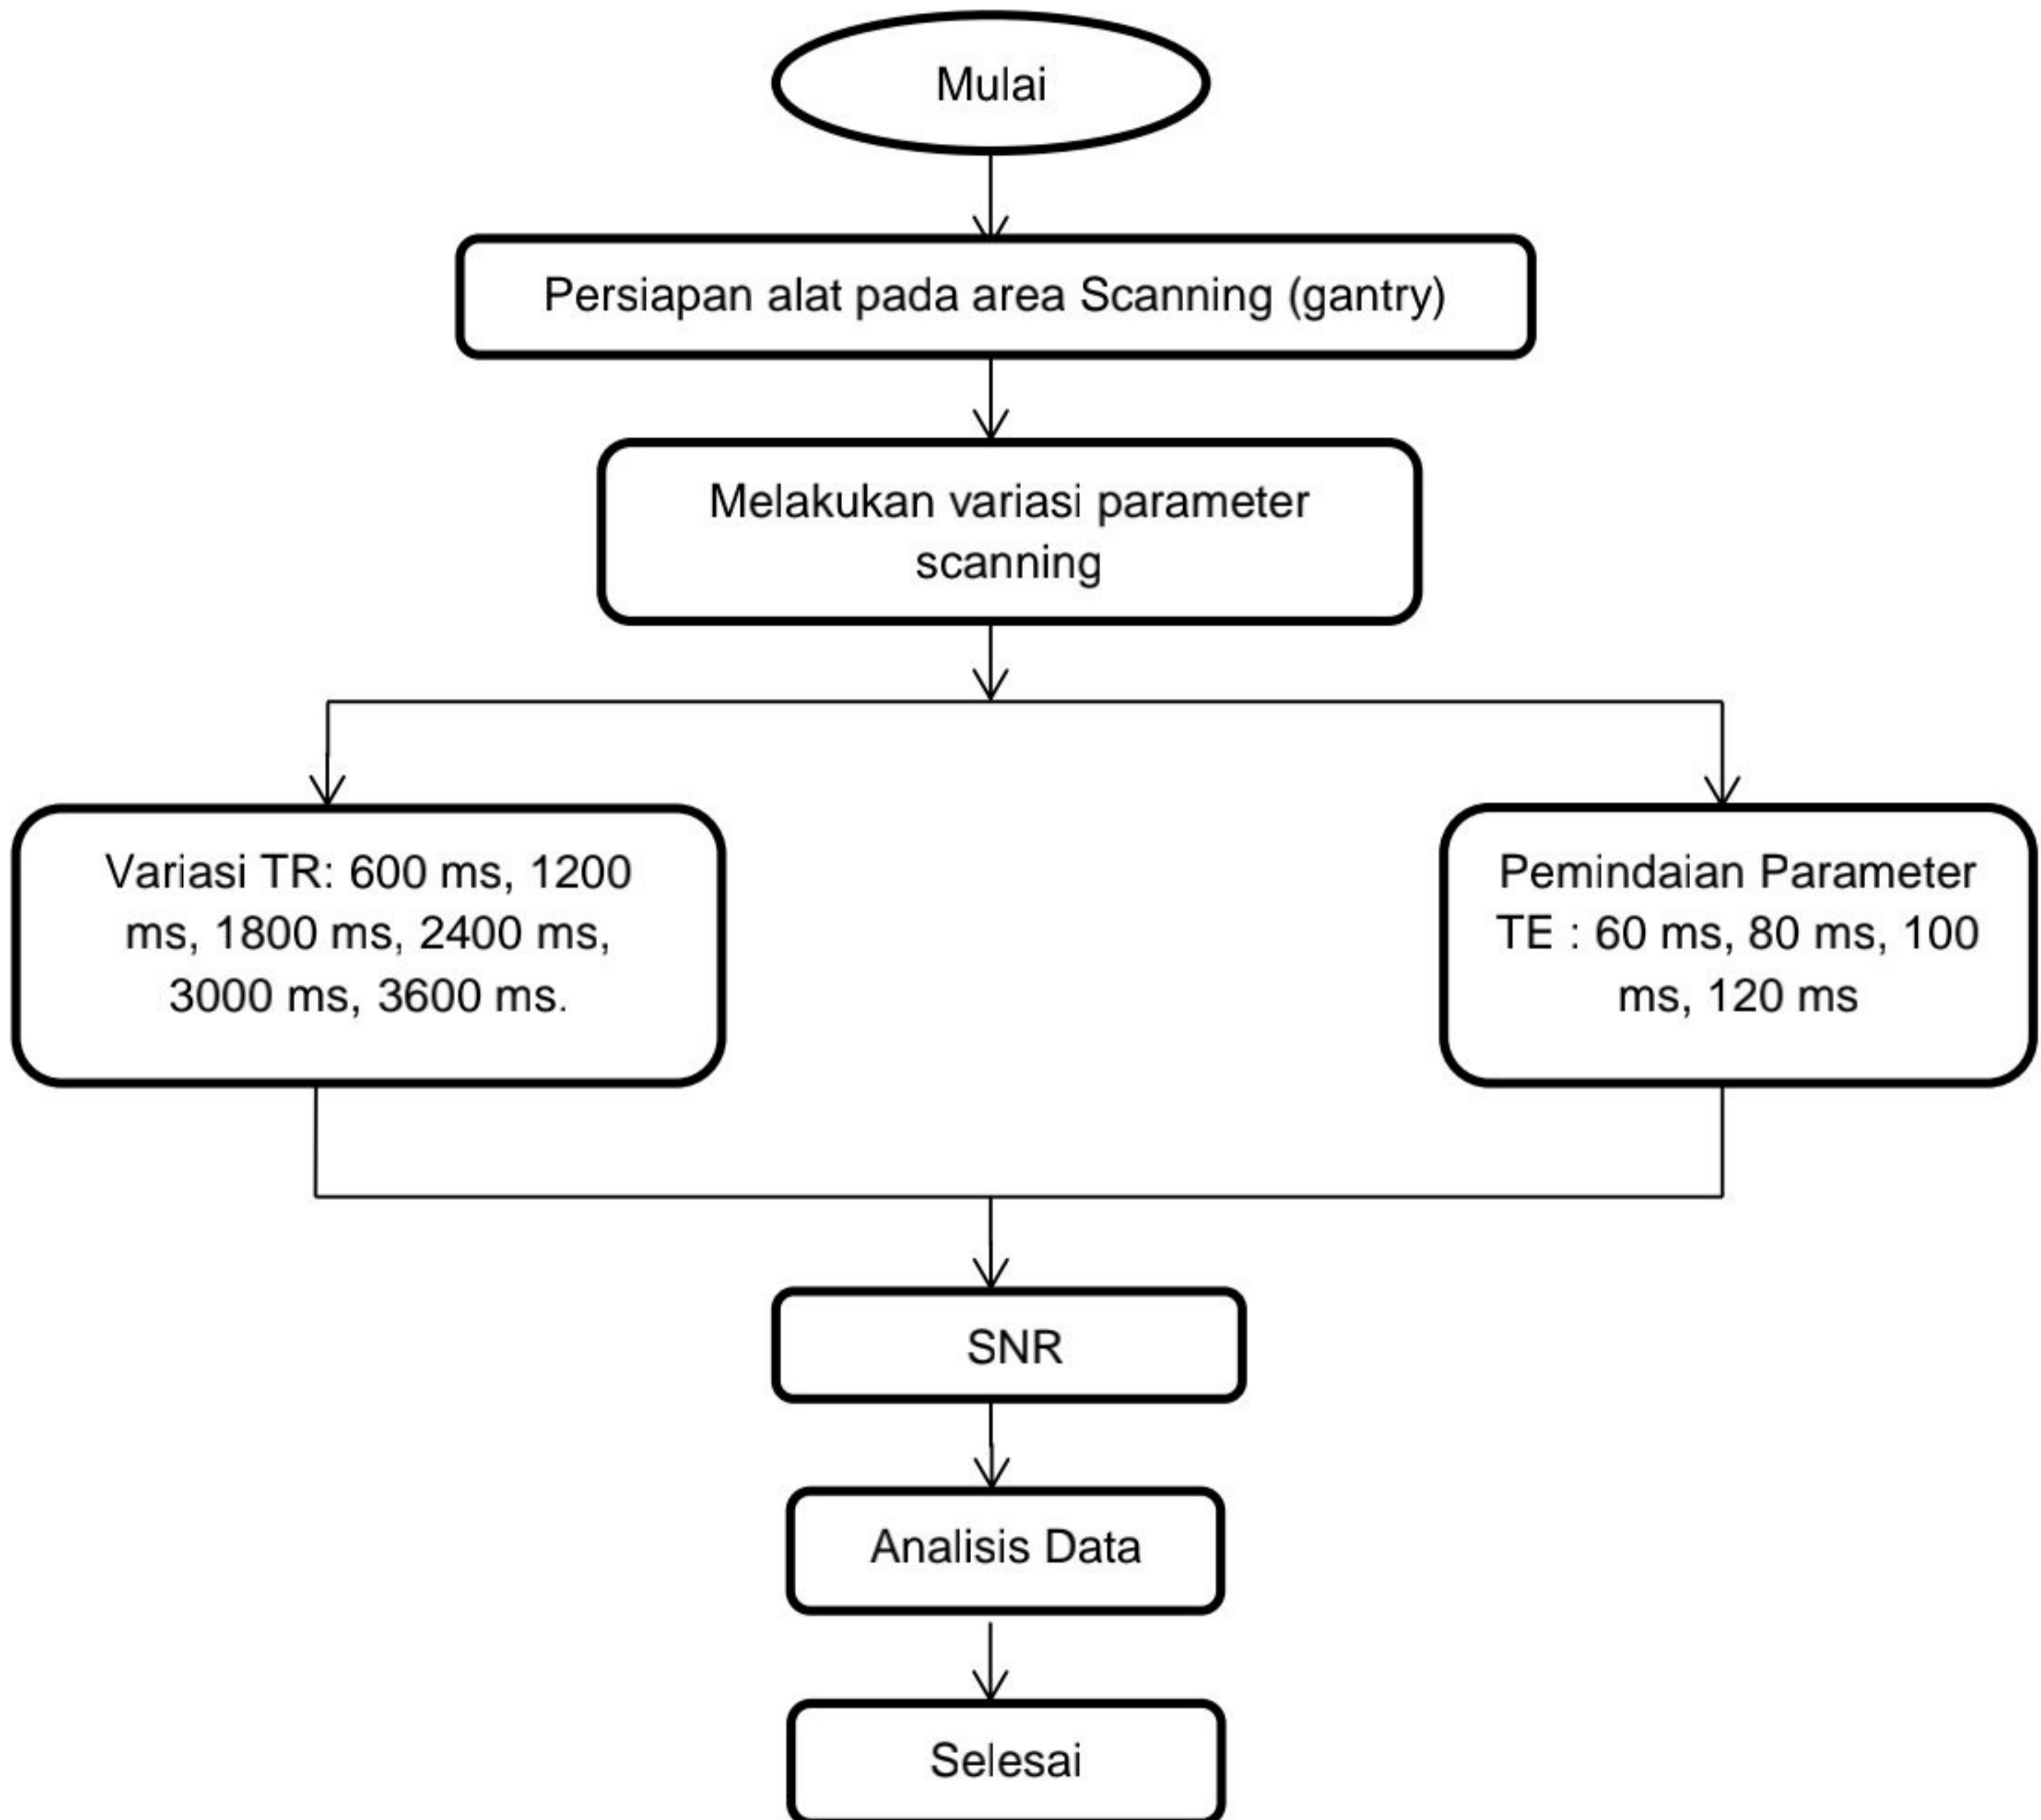 Mulai
Persiapan alat pada area Scanning (gantry)
Melakukan variasi parameter
scanning
Variasi TR: 600 ms, 1200
ms, 1800 ms, 2400 ms,
3000 ms, 3600 ms.
Pemindaian Parameter
TE : 60 ms, 80 ms, 100
ms, 120 ms
SNR
Analisis Data
Selesai